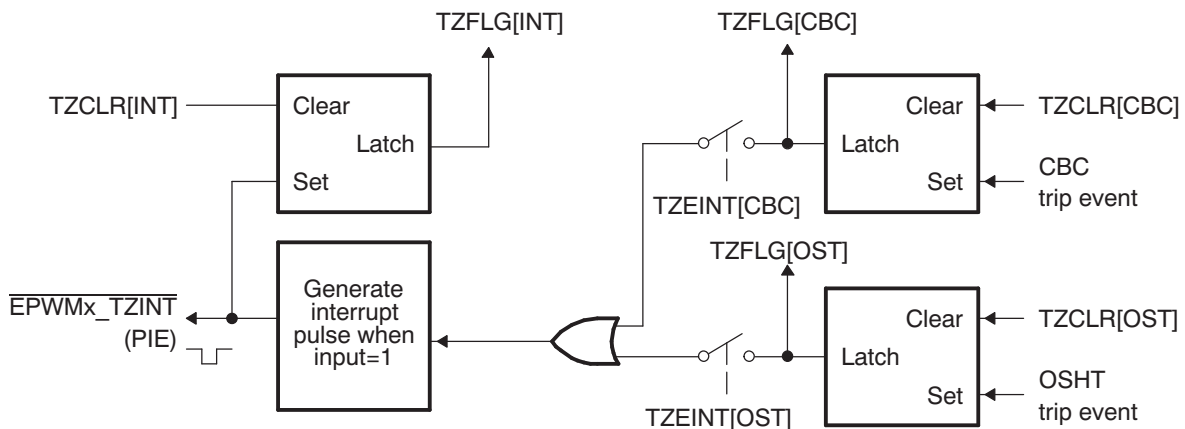 TZFLG[INT]
TZFLG[CBC]
TZCLR[INT]
Clear
Latch
Set
Clear
Latch
Set
TZCLR[CBC]
CBC
trip event
TZEINT[CBC]
TZFLG[OST]
EPWMx_TZINT
(PIE)
Generate
interrupt
pulse when
input=1
Clear
Latch
Set
TZCLR[OST]
OSHT
trip event
TZEINT[OST]